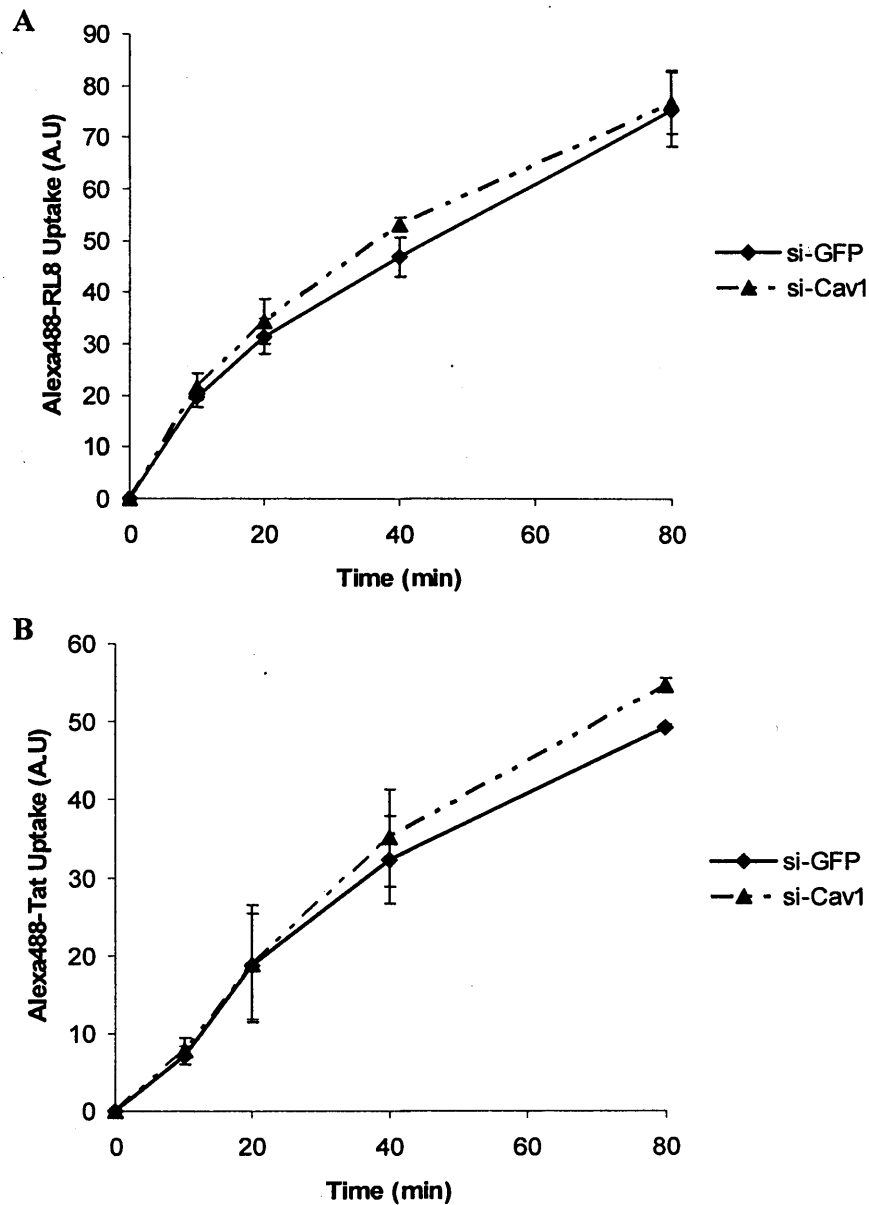 A
90
80
70
60
50
40
30
20
10
0
Alexa488-RL8 Uptake (A.U)
0 20 40 60 80
Time (min)
si-GFP
si-Cav1
B
60
50
40
30
20
10
0
Alexa488-Tat Uptake (A.U)
0 20 40 60 80
Time (min)
si-GFP
si-Cav1